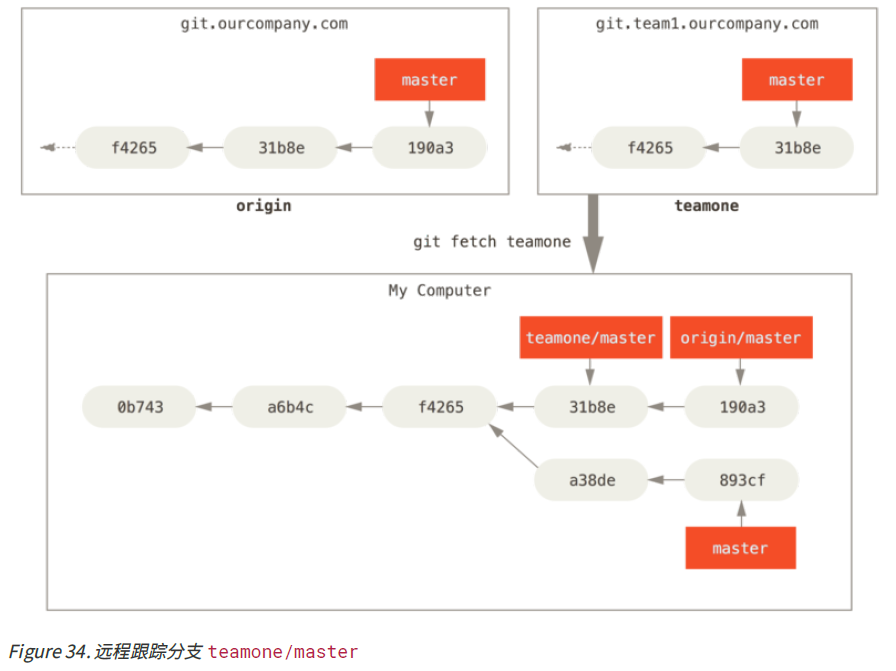 git.ourcompany.com
master
f4265
31b8e
190a3
origin
git.team1.ourcompany.com
master
f4265
31b8e
teamone
git fetch teamone
My Computer
teamone/master
origin/master
0b743
a6b4c
f4265
31b8e
190a3
a38de
893cf
master
Figure 34. 远程跟踪分支 teamone/master